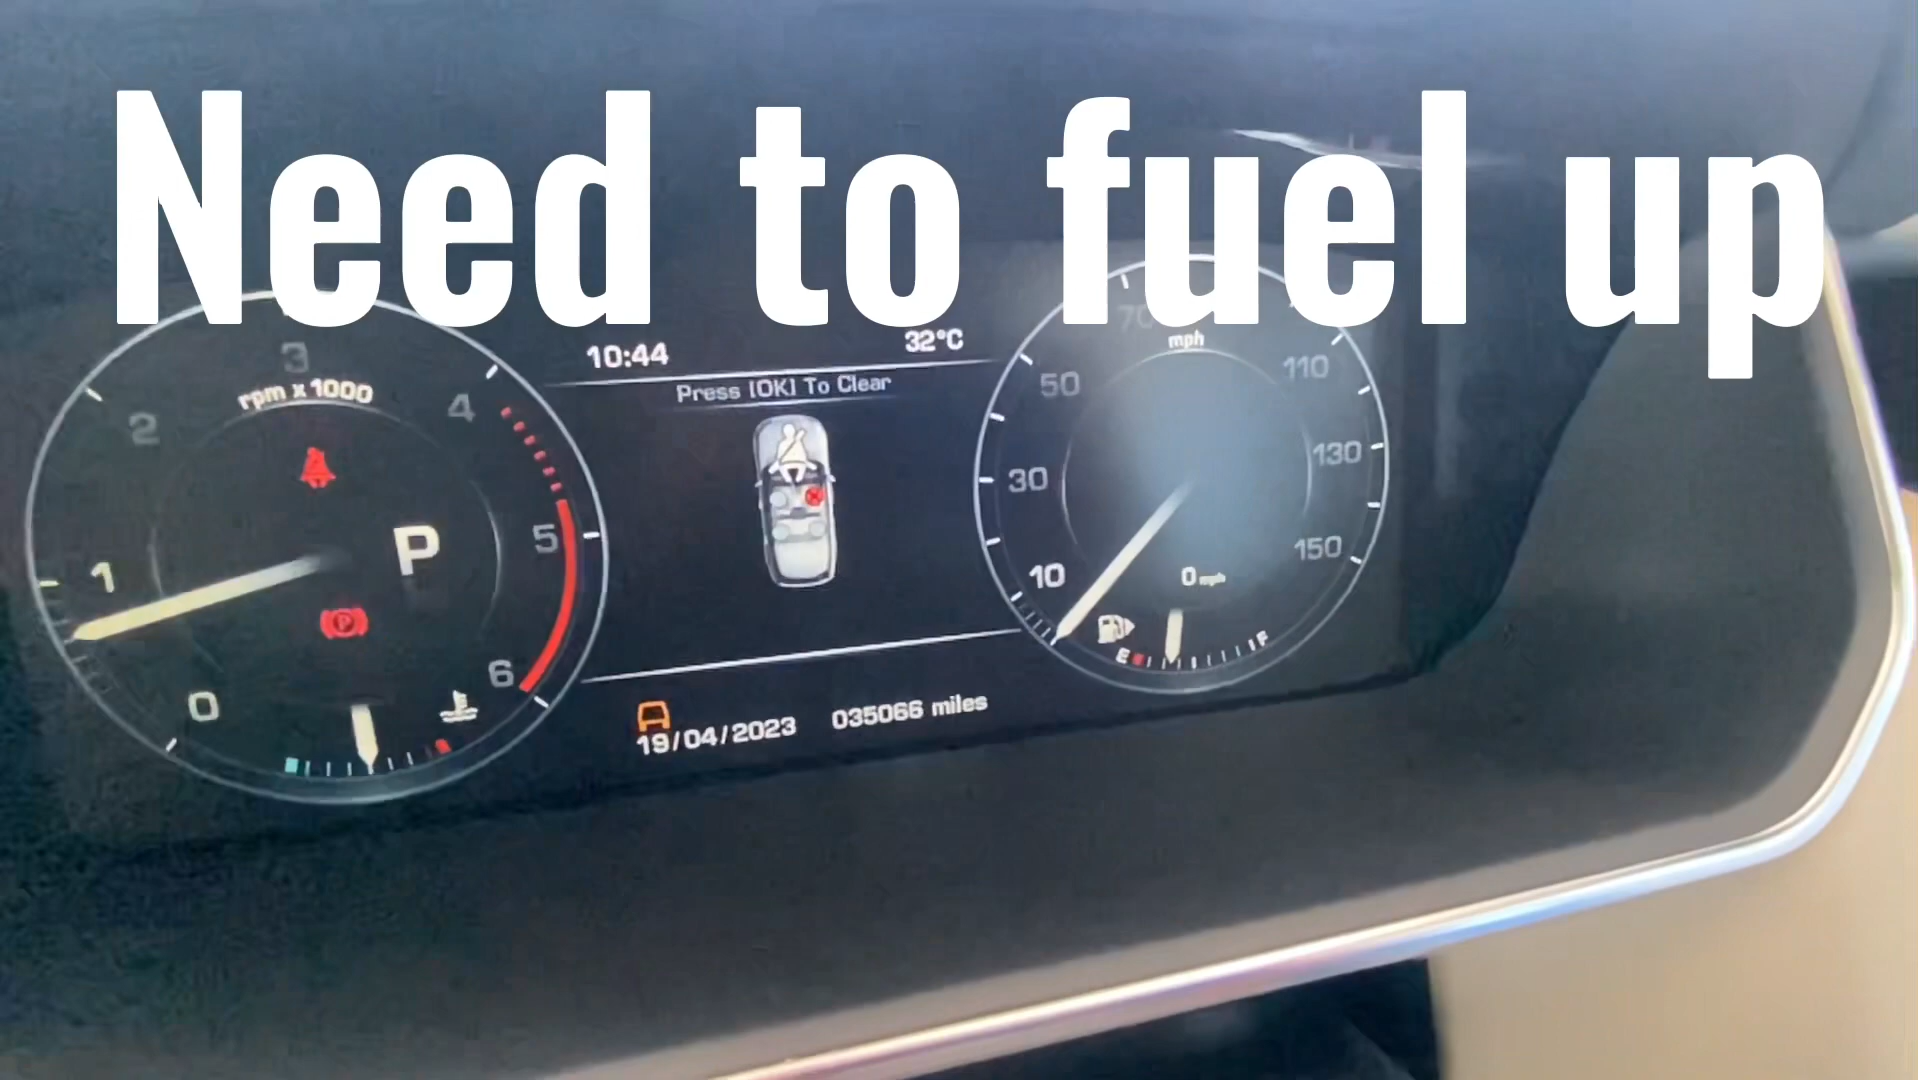 Need to fuel up
10:44 32°C
Press [OK] To Clear
rpm x 1000
0
1
2
3
4
5
6
P
P
mph
10
30
50
70
110
130
150
0 mph
E F
19/04/2023 035066 miles